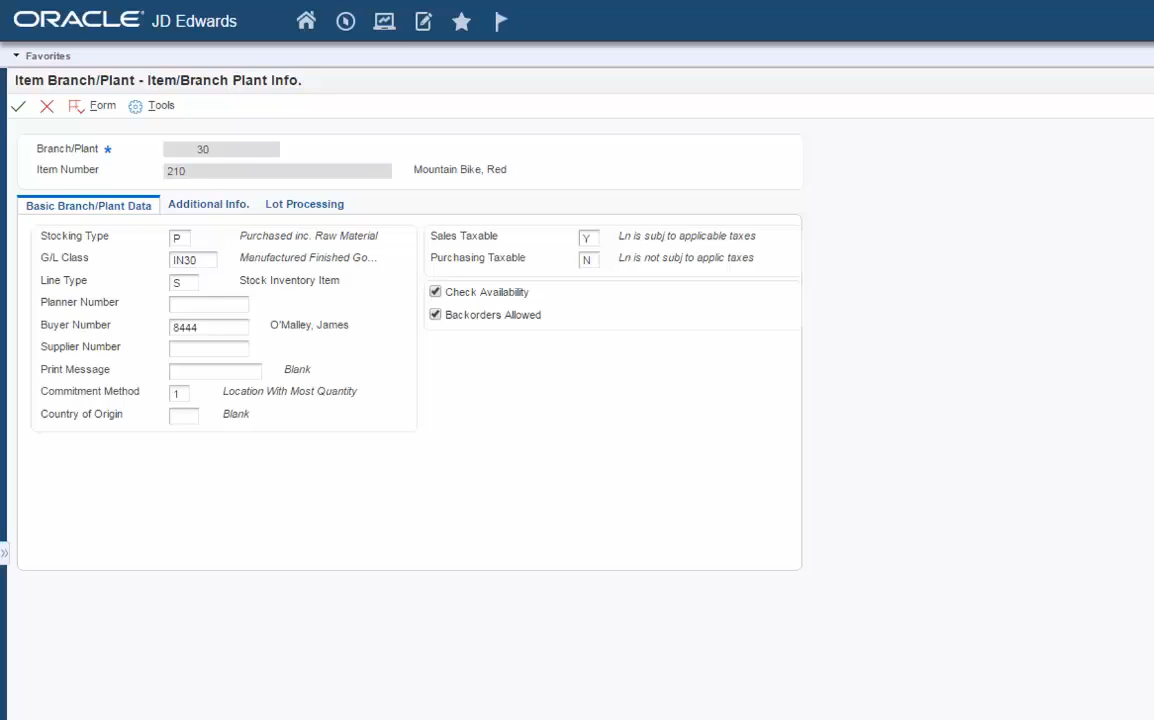 ORACLE JD Edwards
Favorites
Item Branch/Plant - Item/Branch Plant Info.
Form Tools
Branch/Plant * 30
Item Number 210 Mountain Bike, Red
Basic Branch/Plant Data Additional Info. Lot Processing
Stocking Type P Purchased inc. Raw Material
G/L Class IN30 Manufactured Finished Go...
Line Type S Stock Inventory Item
Planner Number
Buyer Number 8444 O'Malley, James
Supplier Number
Print Message Blank
Commitment Method 1 Location With Most Quantity
Country of Origin Blank
Sales Taxable Y Ln is subj to applicable taxes
Purchasing Taxable N Ln is not subj to applic taxes
Check Availability
Backorders Allowed